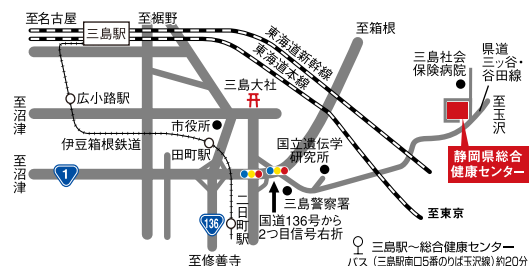 至名古屋
至裾野
至箱根
三島駅
東海道新幹線
東海道本線
三島社会
保険病院
県道
三ッ谷・
谷田線
三島大社
広小路駅
至沼津
市役所
国立遺伝学
研究所
至玉沢
伊豆箱根鉄道
田町駅
静岡県総合
健康センター
至沼津
1
三島警察署
二日町駅
136
国道136号から
2つ目信号右折
至東京
至修善寺
バス
三島駅〜総合健康センター
(三島駅南口5番のりば玉沢線)約20分